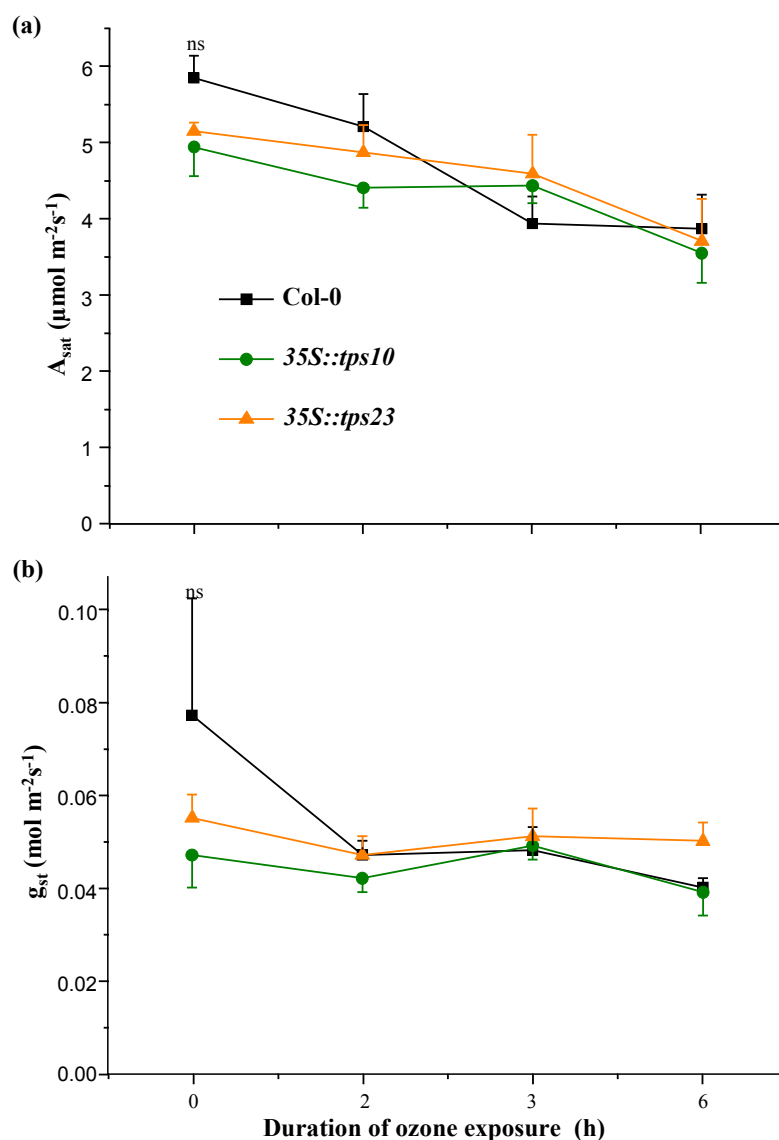 (a)
ns
6
5
4
3
2
1
0
A_sat (µmol m⁻²s⁻¹)
Col-0
35S::tps10
35S::tps23
(b)
ns
0.10
0.08
0.06
0.04
0.02
0.00
g_st (mol m⁻²s⁻¹)
0 2 3 6
Duration of ozone exposure (h)